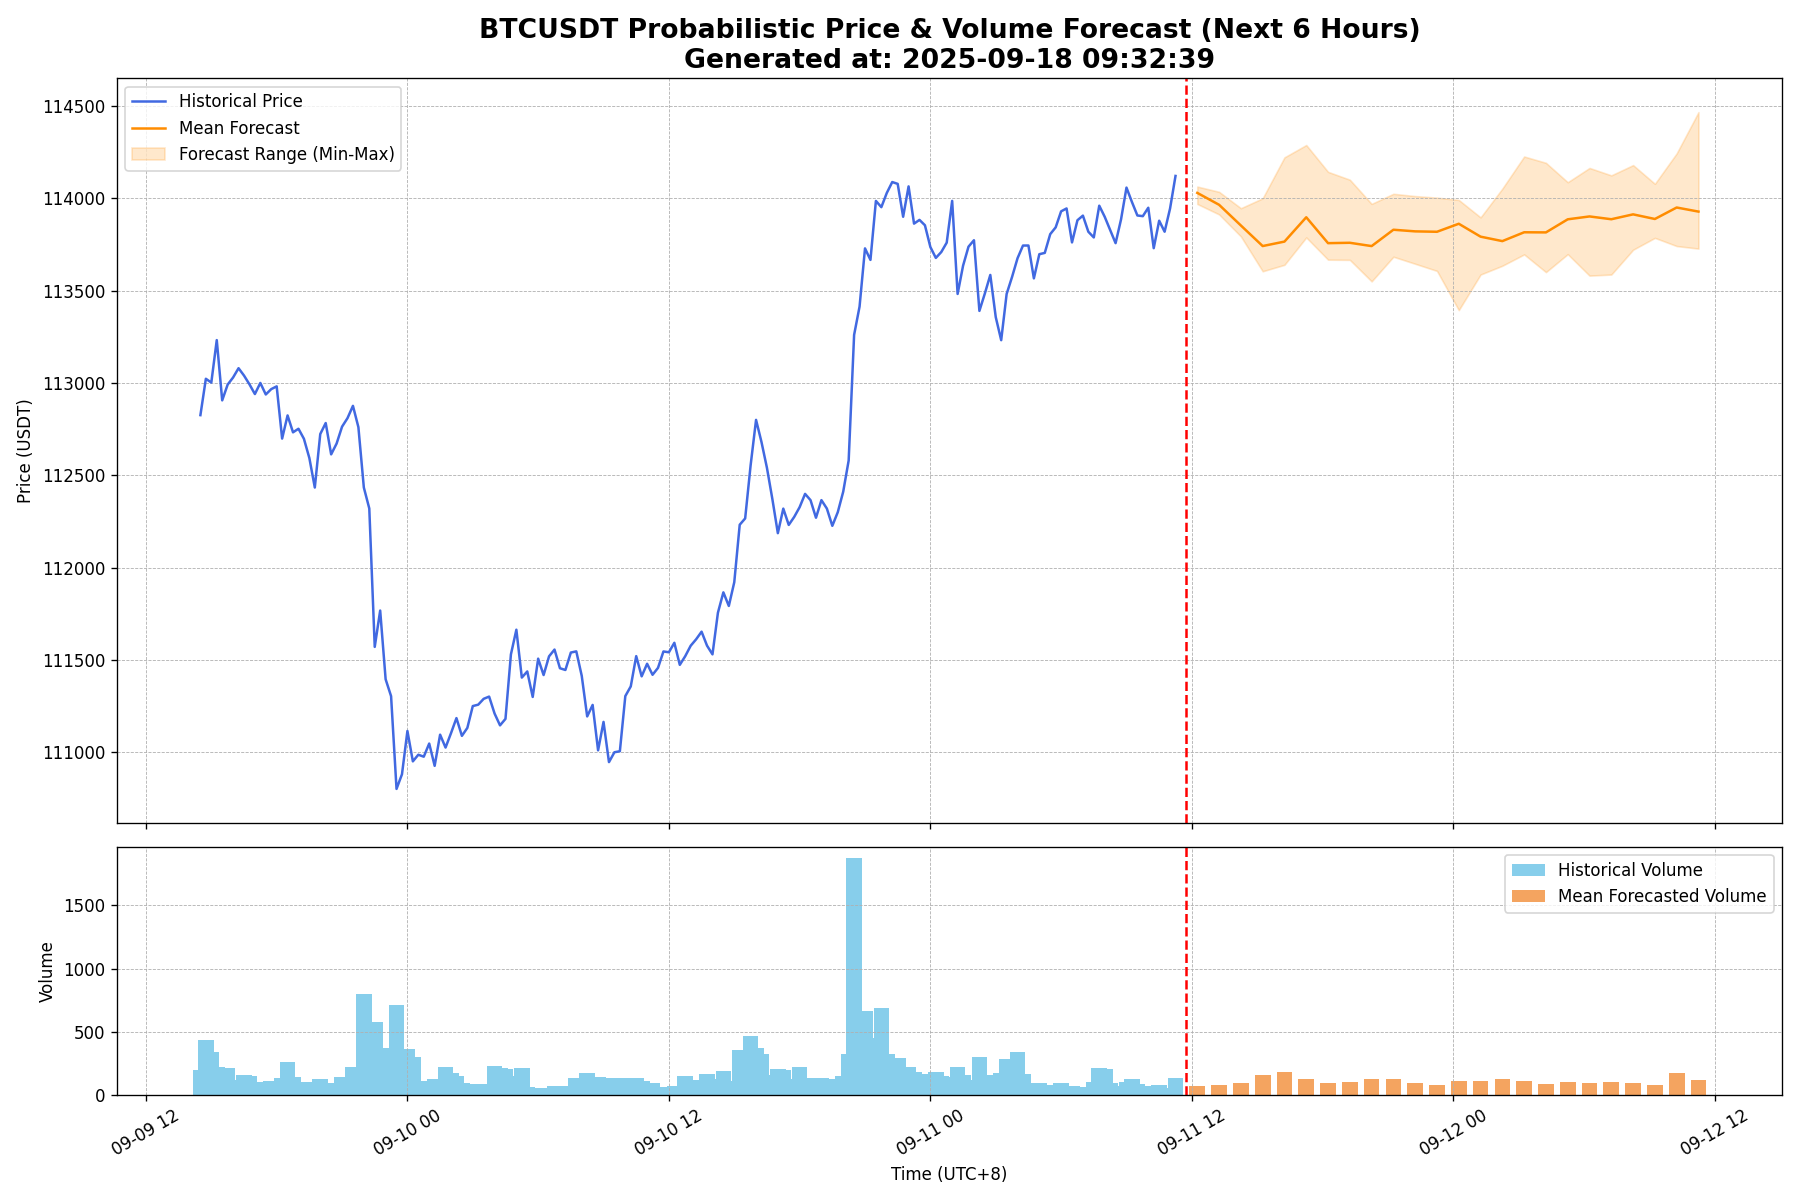 BTCUSDT Probabilistic Price & Volume Forecast (Next 6 Hours)
Generated at: 2025-09-18 09:32:39
Historical Price
Mean Forecast
Forecast Range (Min-Max)
114500
114000
113500
113000
112500
112000
111500
111000
Price (USDT)
Historical Volume
Mean Forecasted Volume
1500
1000
500
0
Volume
09-09 12
09-10 00
09-10 12
09-11 00
09-11 12
09-12 00
09-12 12
Time (UTC+8)